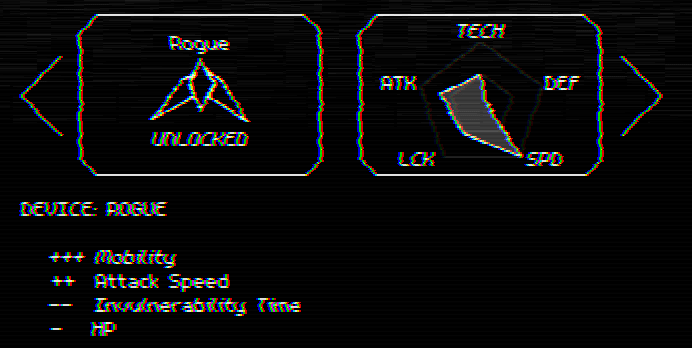 Rogue
UNLOCKED
TECH
ATK
DEF
LCK
SPD
DEVICE: ROGUE
+++ Mobility
++ Attack Speed
-- Invulnerability Time
- HP